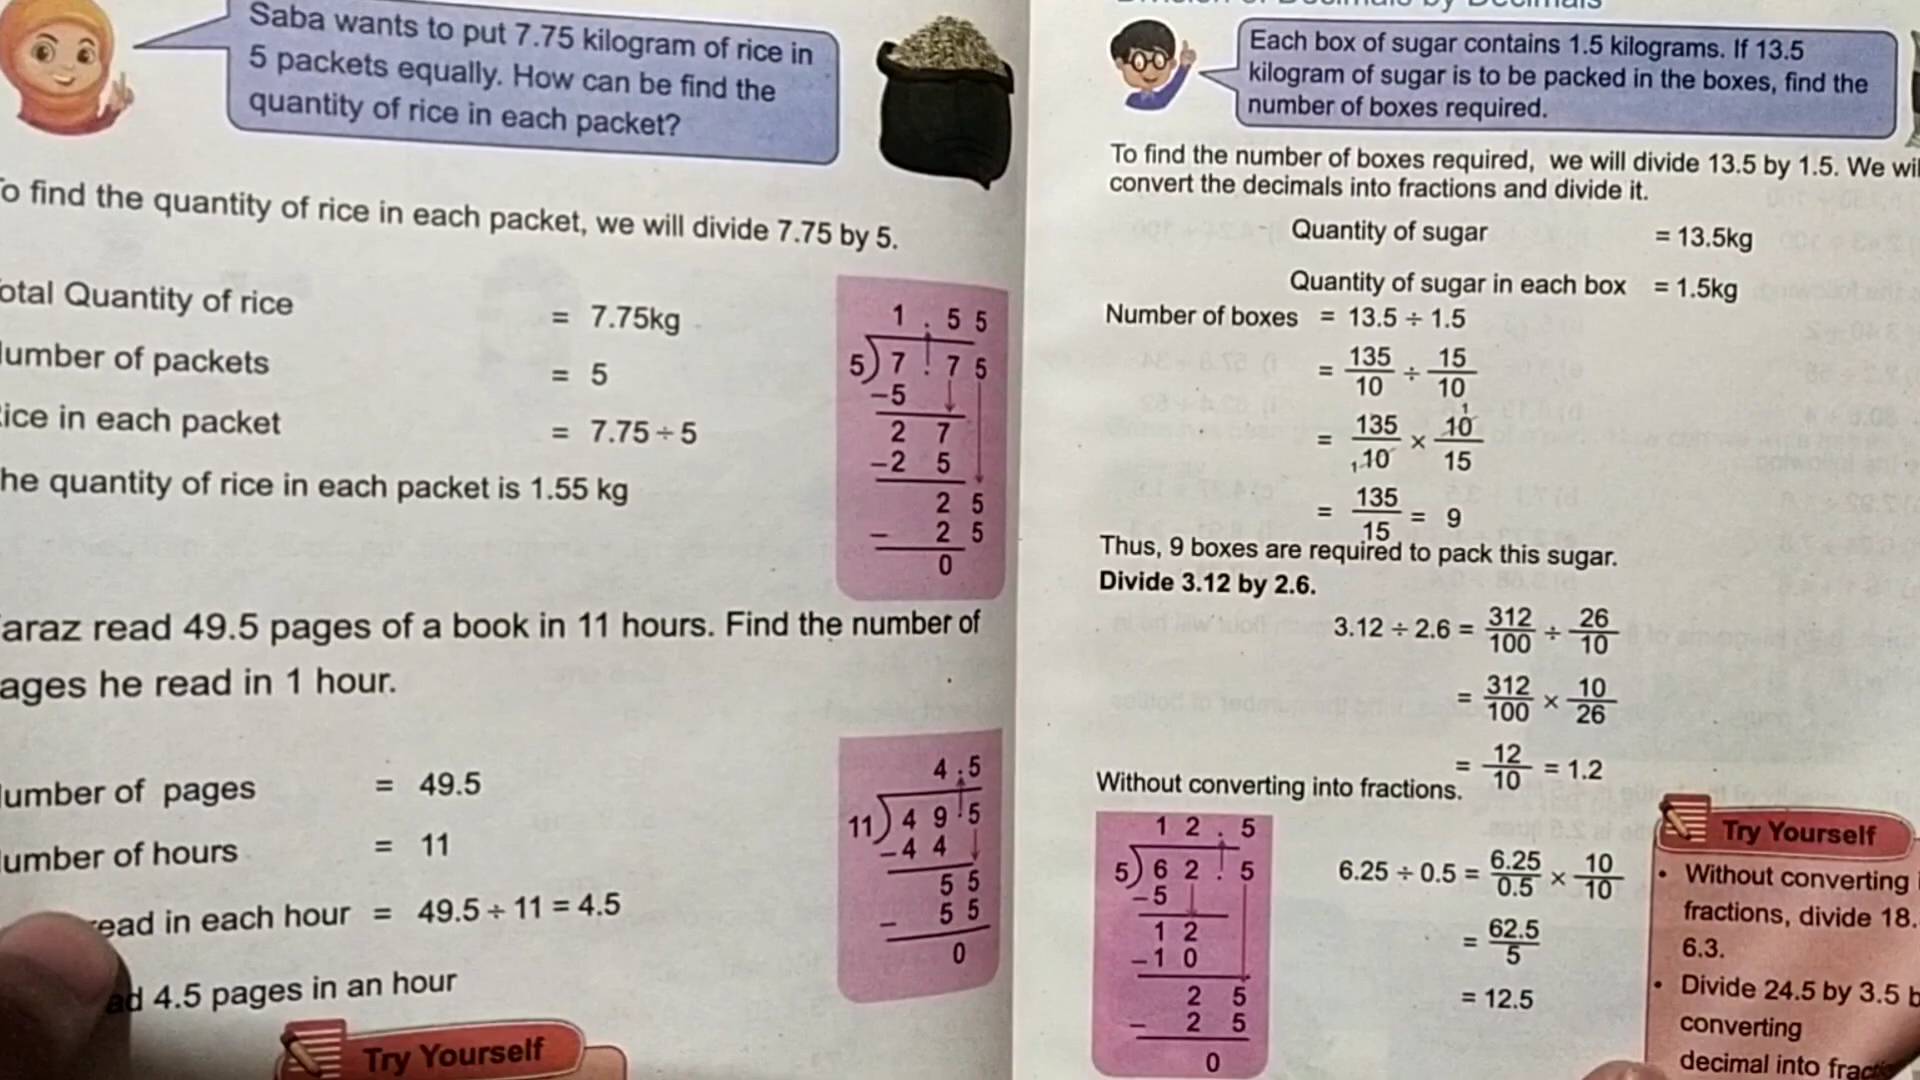 Saba wants to put 7.75 kilogram of rice in
5 packets equally. How can be find the
quantity of rice in each packet?
o find the quantity of rice in each packet, we will divide 7.75 by 5.
otal Quantity of rice = 7.75kg
umber of packets = 5
ice in each packet = 7.75 ÷ 5
he quantity of rice in each packet is 1.55 kg
1 . 5 5
5) 7 . 7 5
-5
2 7
-2 5
2 5
- 2 5
0
araz read 49.5 pages of a book in 11 hours. Find the number of
ages he read in 1 hour.
umber of pages = 49.5
umber of hours = 11
ead in each hour = 49.5 ÷ 11 = 4.5
ad 4.5 pages in an hour
4.5
11) 4 9 . 5
-4 4
5 5
- 5 5
0
Try Yourself
Each box of sugar contains 1.5 kilograms. If 13.5
kilogram of sugar is to be packed in the boxes, find the
number of boxes required.
To find the number of boxes required, we will divide 13.5 by 1.5. We wil
convert the decimals into fractions and divide it.
Quantity of sugar = 13.5kg
Quantity of sugar in each box = 1.5kg
Number of boxes = 13.5 ÷ 1.5
= 135/10 ÷ 15/10
= 135/10 1 × 10 1/15
= 135/15 = 9
Thus, 9 boxes are required to pack this sugar.
Divide 3.12 by 2.6.
3.12 ÷ 2.6 = 312/100 ÷ 26/10
= 312/100 × 10/26
= 12/10 = 1.2
Without converting into fractions.
1 2 . 5
5) 6 2 . 5
-5
1 2
-1 0
2 5
- 2 5
0
6.25 ÷ 0.5 = 6.25/0.5 × 10/10
= 62.5/5
= 12.5
Try Yourself
• Without converting
fractions, divide 18.
6.3.
• Divide 24.5 by 3.5 b
converting
decimal into fract